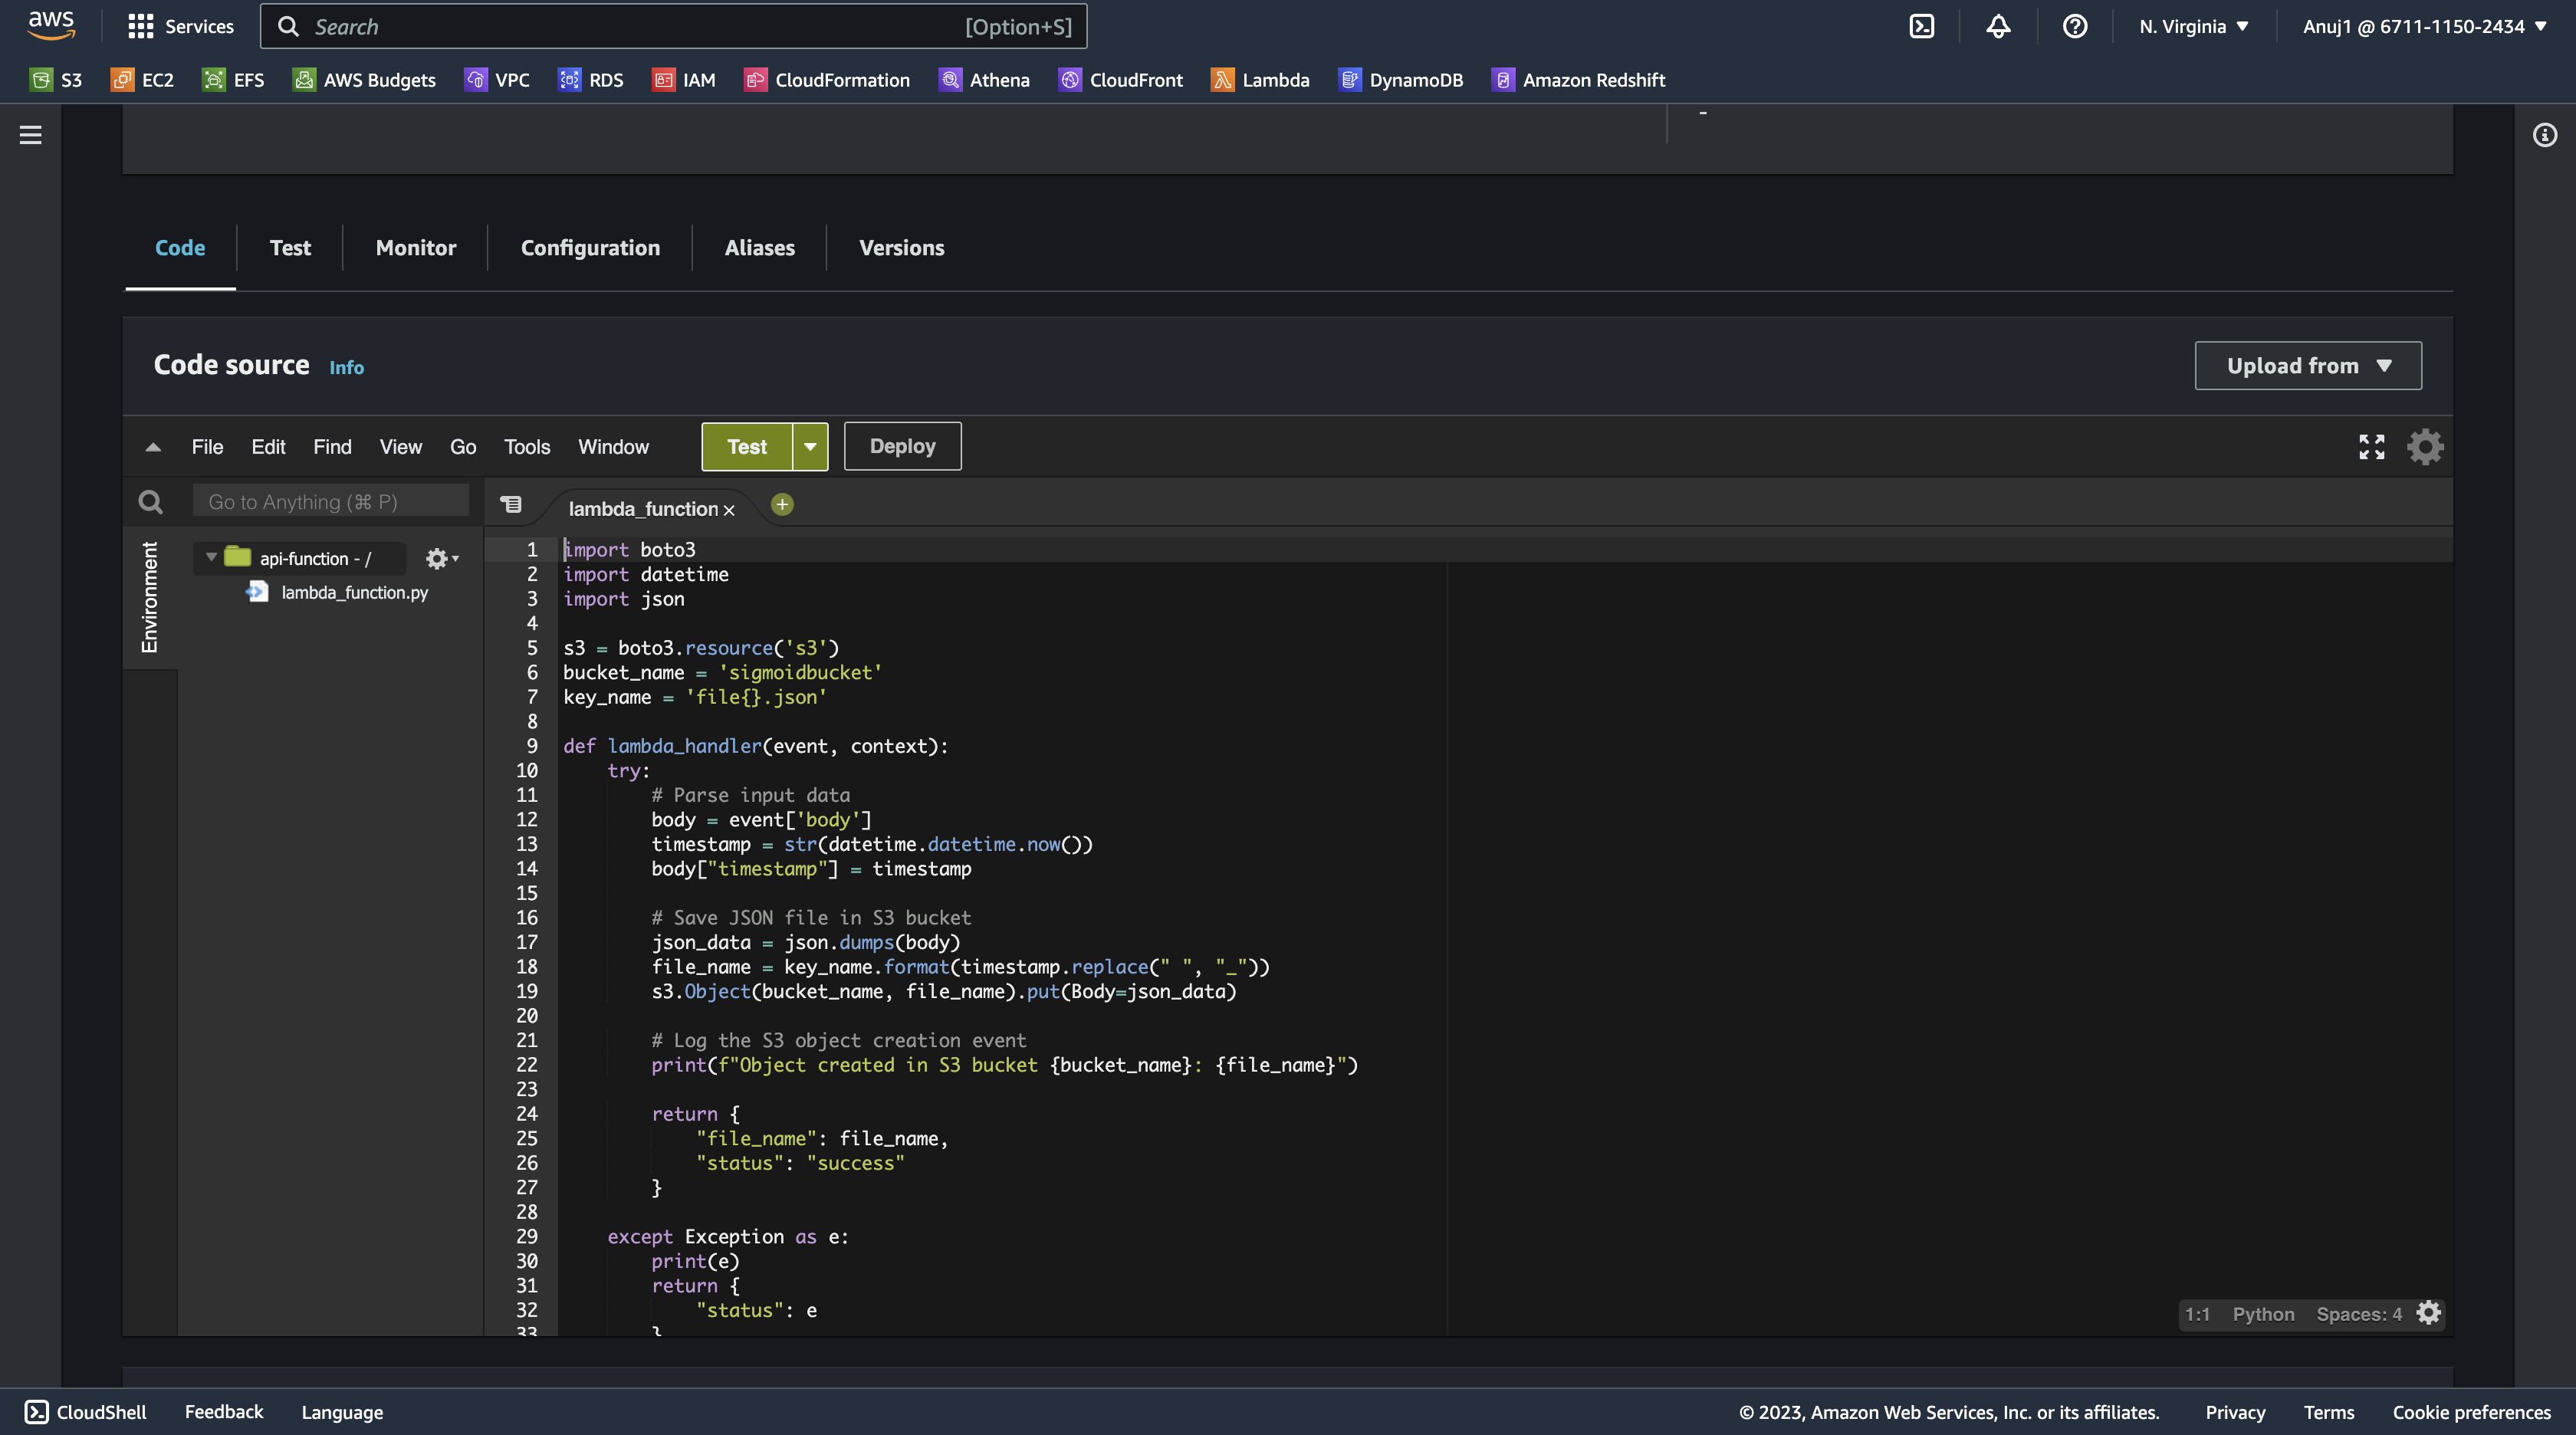 aws Services Search [Option+S] N. Virginia Anuj1 @ 6711-1150-2434
S3 EC2 EFS AWS Budgets VPC RDS IAM CloudFormation Athena CloudFront Lambda DynamoDB Amazon Redshift
-
Code Test Monitor Configuration Aliases Versions
Code source Info Upload from
File Edit Find View Go Tools Window Test Deploy
Go to Anything (⌘ P) lambda_function ×
Environment
api-function - /
lambda_function.py
1 import boto3
2 import datetime
3 import json
4
5 s3 = boto3.resource('s3')
6 bucket_name = 'sigmoidbucket'
7 key_name = 'file{}.json'
8
9 def lambda_handler(event, context):
10     try:
11         # Parse input data
12         body = event['body']
13         timestamp = str(datetime.datetime.now())
14         body["timestamp"] = timestamp
15
16         # Save JSON file in S3 bucket
17         json_data = json.dumps(body)
18         file_name = key_name.format(timestamp.replace(" ", "_"))
19         s3.Object(bucket_name, file_name).put(Body=json_data)
20
21         # Log the S3 object creation event
22         print(f"Object created in S3 bucket {bucket_name}: {file_name}")
23
24         return {
25             "file_name": file_name,
26             "status": "success"
27         }
28
29     except Exception as e:
30         print(e)
31         return {
32             "status": e
33         }
1:1 Python Spaces: 4
CloudShell Feedback Language © 2023, Amazon Web Services, Inc. or its affiliates. Privacy Terms Cookie preferences